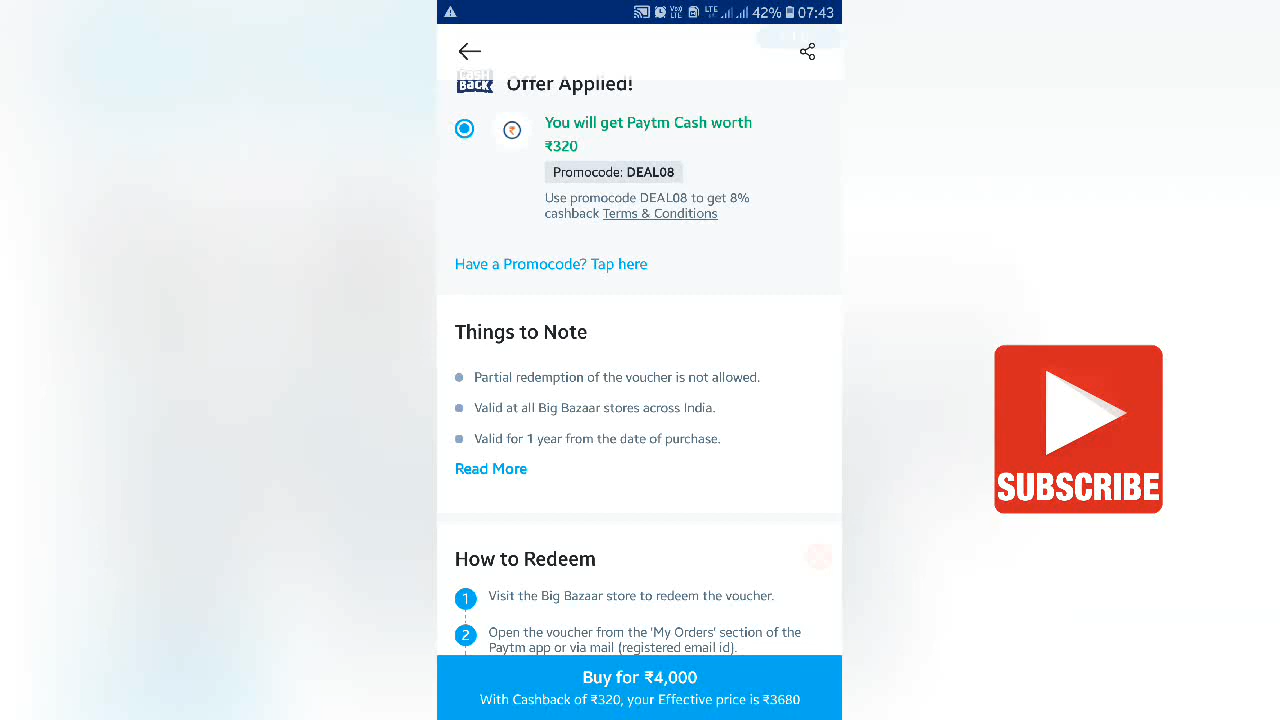 42% 07:43
CASH
BACK
Offer Applied!
You will get Paytm Cash worth
₹320
Promocode: DEAL08
Use promocode DEAL08 to get 8%
cashback Terms & Conditions
Have a Promocode? Tap here
Things to Note
Partial redemption of the voucher is not allowed.
Valid at all Big Bazaar stores across India.
Valid for 1 year from the date of purchase.
Read More
How to Redeem
1 Visit the Big Bazaar store to redeem the voucher.
2 Open the voucher from the 'My Orders' section of the
Paytm app or via mail (registered email id).
Buy for ₹4,000
With Cashback of ₹320, your Effective price is ₹3680
SUBSCRIBE